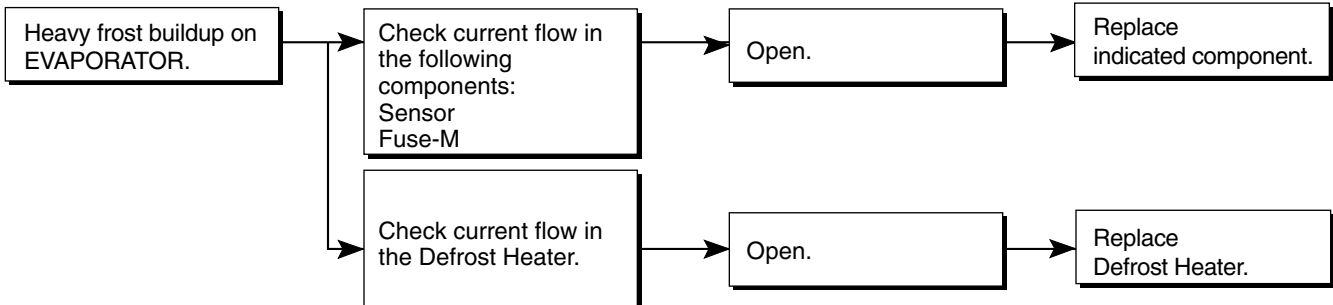 Heavy frost buildup on
EVAPORATOR.
Check current flow in
the following
components:
Sensor
Fuse-M
Open.
Replace
indicated component.
Check current flow in
the Defrost Heater.
Open.
Replace
Defrost Heater.